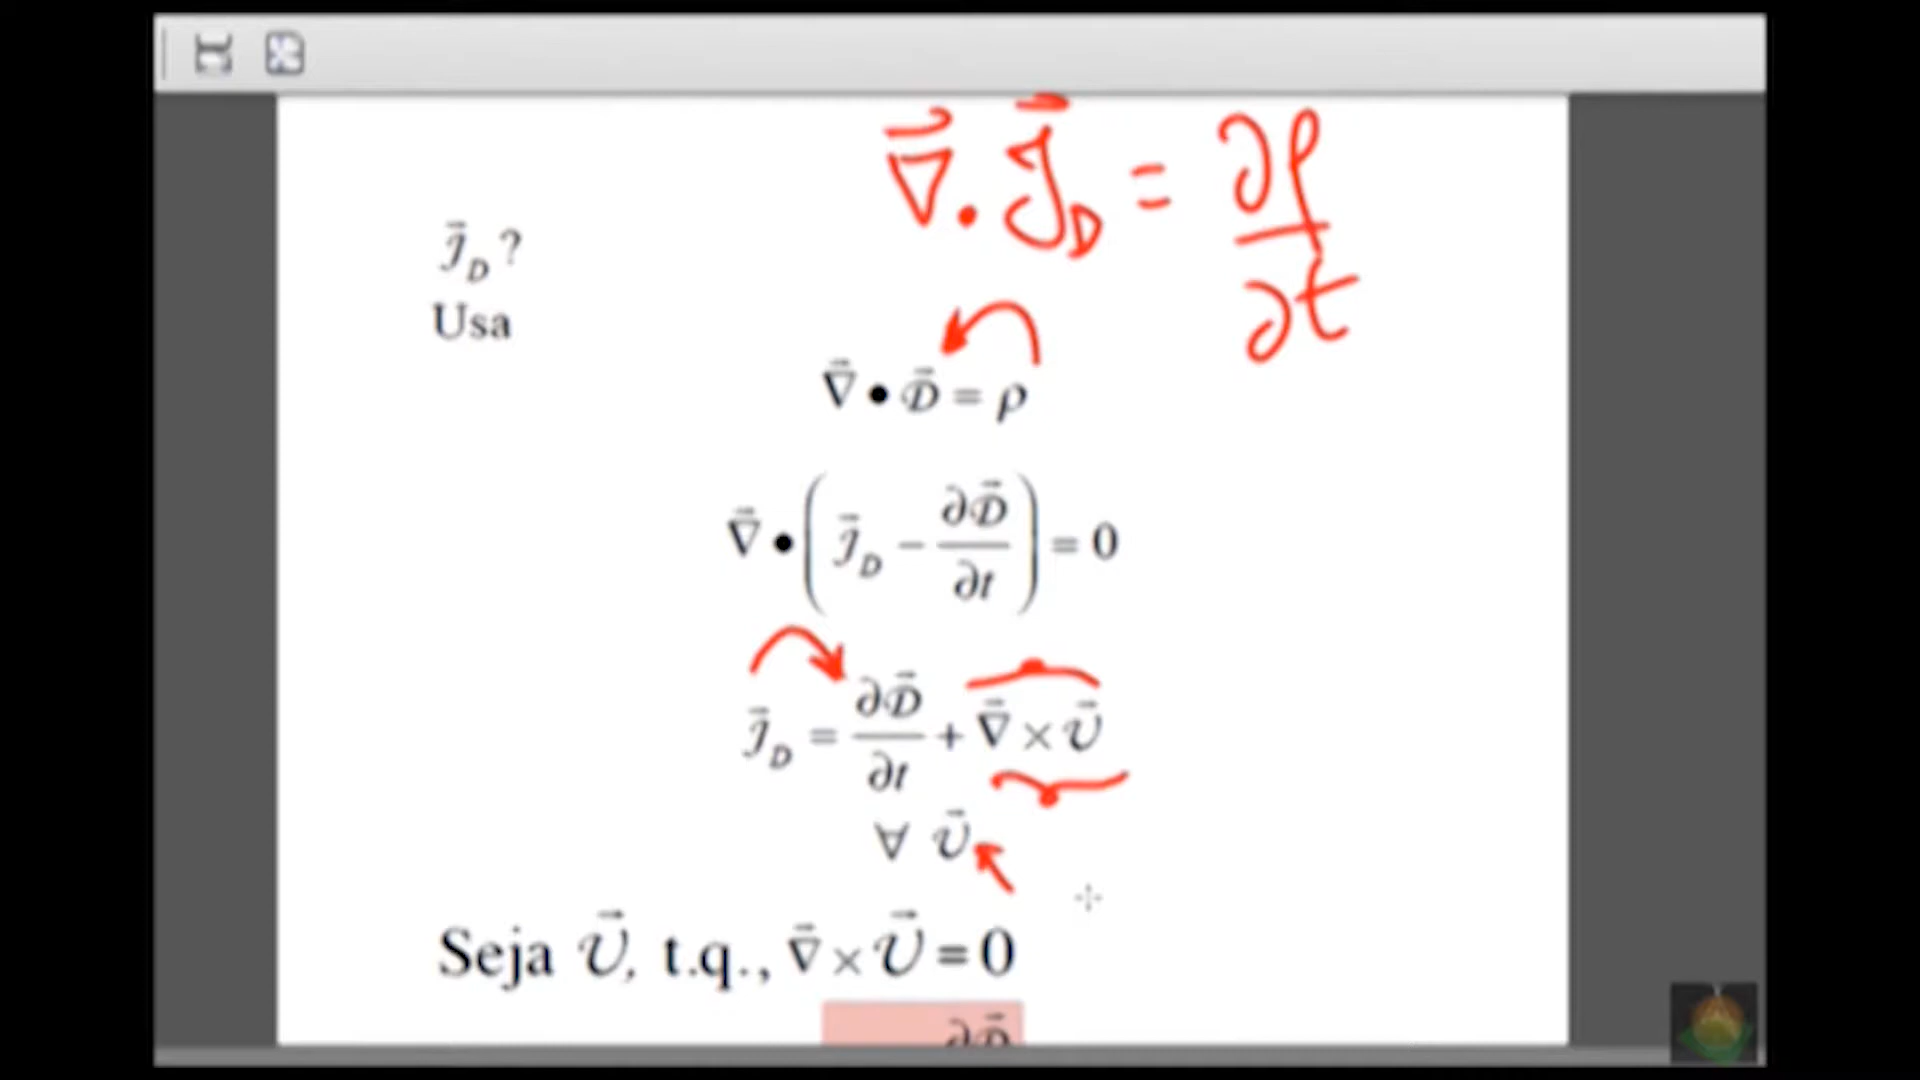 ∇⃗ · J⃗_D = ∂ρ/∂t
J⃗_D ?
Usa
∇⃗ • D⃗ = ρ
∇⃗ • ( J⃗_D − ∂D⃗/∂t ) = 0
J⃗_D = ∂D⃗/∂t + ∇⃗ × U⃗
∀ U⃗
Seja U⃗, t.q., ∇⃗ × U⃗ = 0
∂D⃗